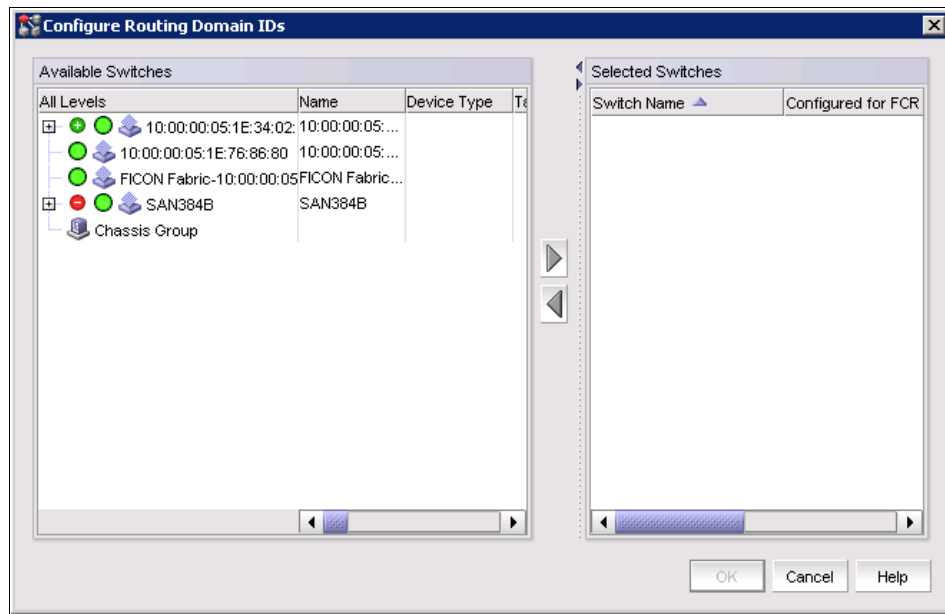 Configure Routing Domain IDs
Available Switches
All Levels Name Device Type Ta
10:00:00:05:1E:34:02: 10:00:00:05:...
10:00:00:05:1E:76:86:80 10:00:00:05:...
FICON Fabric-10:00:00:05 FICON Fabric...
SAN384B SAN384B
Chassis Group
Selected Switches
Switch Name Configured for FCR
OK Cancel Help